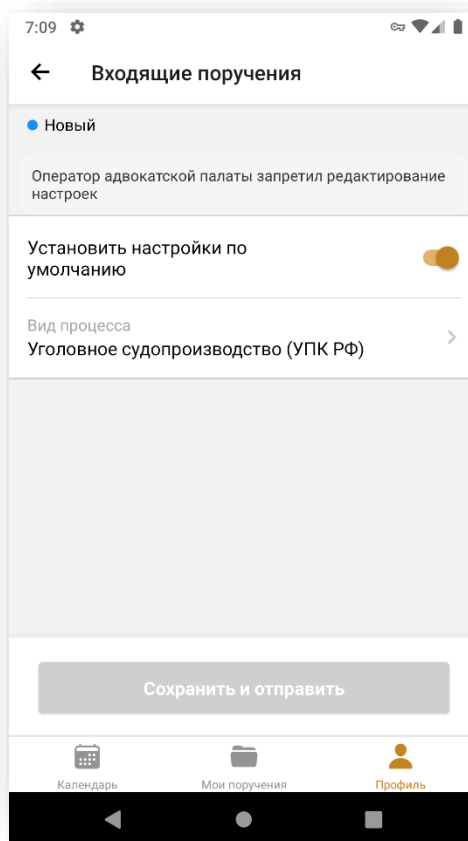 7:09
Входящие поручения
Новый
Оператор адвокатской палаты запретил редактирование
настроек
Установить настройки по
умолчанию
Вид процесса
Уголовное судопроизводство (УПК РФ)
Сохранить и отправить
Календарь Мои поручения Профиль